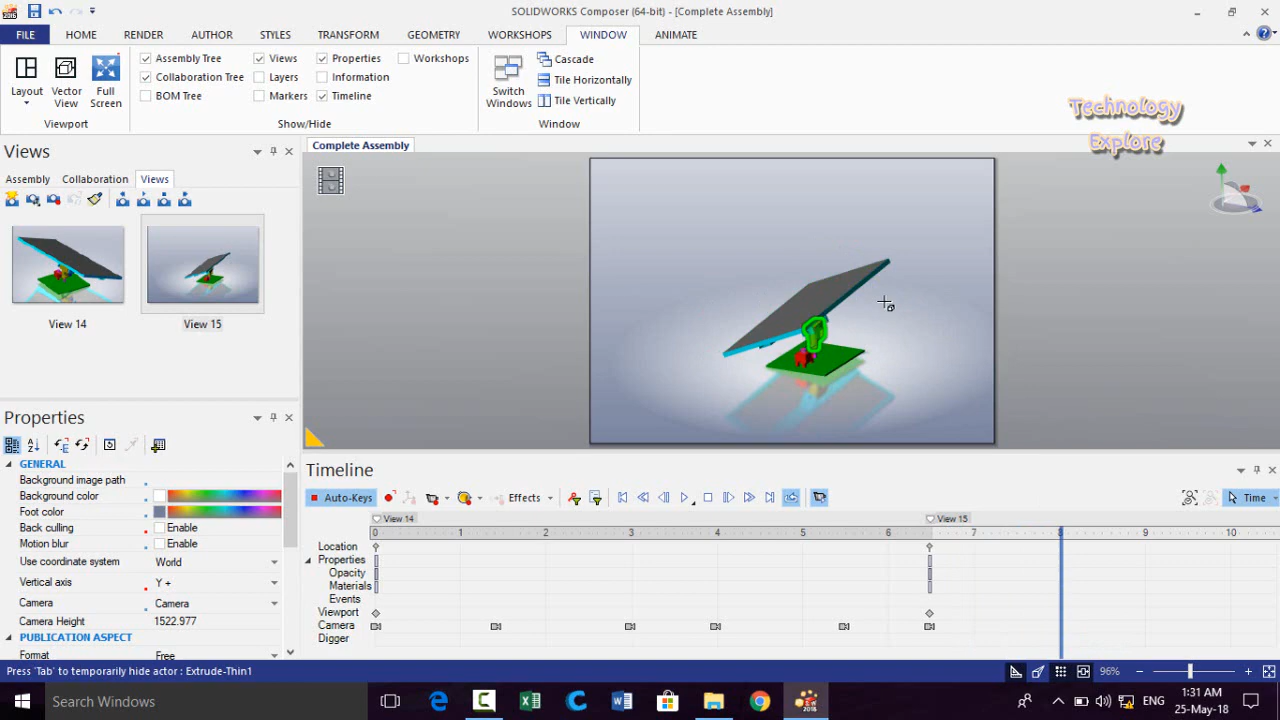 SOLIDWORKS Composer (64-bit) - [Complete Assembly]
FILE HOME RENDER AUTHOR STYLES TRANSFORM GEOMETRY WORKSHOPS WINDOW ANIMATE
Layout
Vector View
Full Screen
Viewport
Assembly Tree
Collaboration Tree
BOM Tree
Views
Layers
Markers
Properties
Information
Timeline
Workshops
Show/Hide
Switch Windows
Cascade
Tile Horizontally
Tile Vertically
Window
Technology
Explore
Views
Assembly Collaboration Views
View 14 View 15
Complete Assembly
Properties
GENERAL
Background image path
Background color
Foot color
Back culling Enable
Motion blur Enable
Use coordinate system World
Vertical axis Y +
Camera Camera
Camera Height 1522.977
PUBLICATION ASPECT
Format Free
Timeline
Auto-Keys Effects Time
View 14 View 15
0 1 2 3 4 5 6 7 8 9 10
Location
Properties
Opacity
Materials
Events
Viewport
Camera
Digger
Press 'Tab' to temporarily hide actor : Extrude-Thin1 96%
Search Windows
ENG
1:31 AM
25-May-18